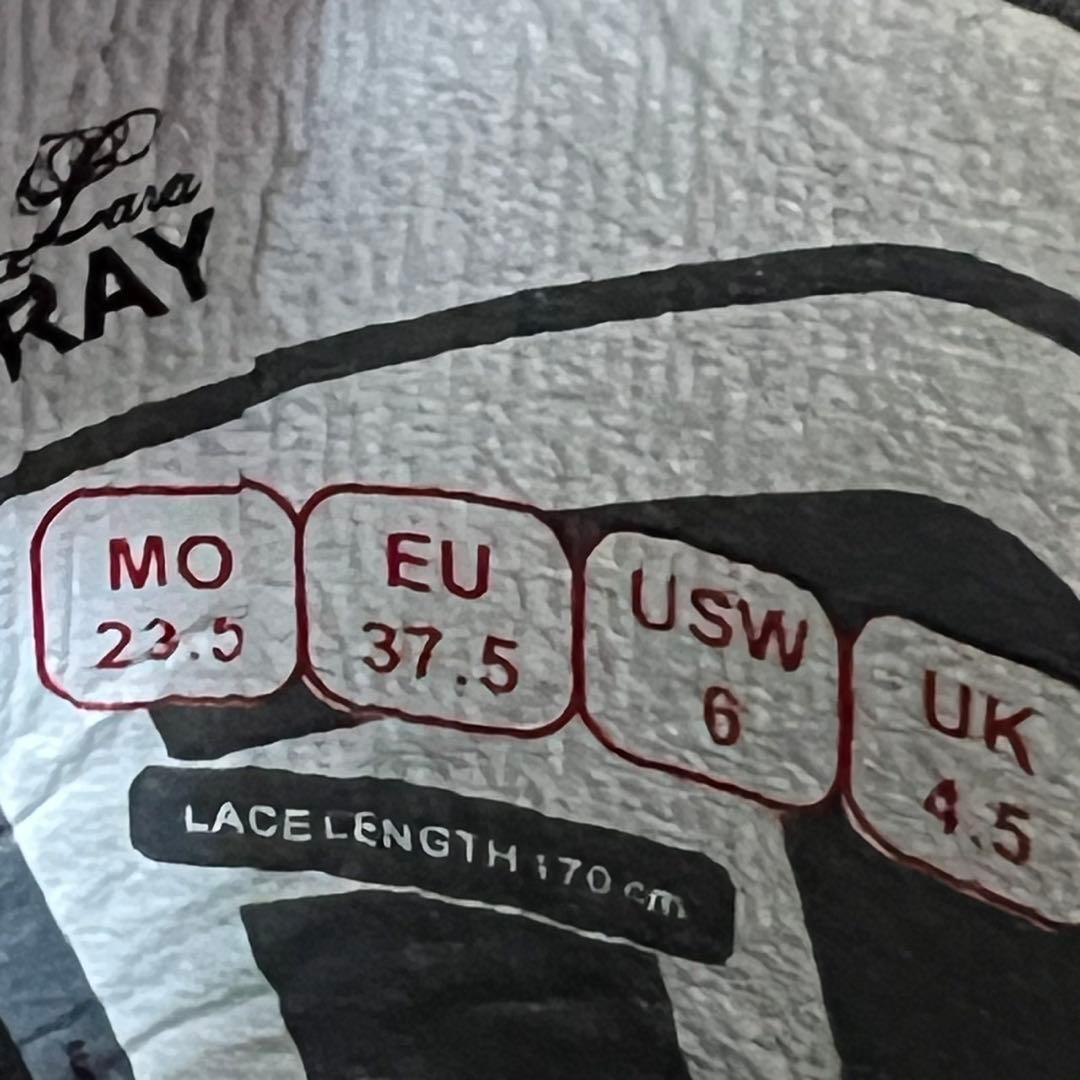 Lara
RAY
MO EU USW UK
23.5 37.5 6 4.5
LACE LENGTH 170 cm